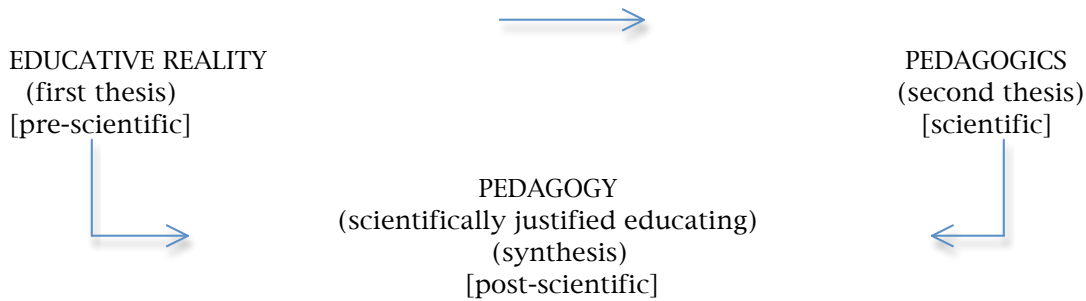 EDUCATIVE REALITY
(first thesis)
[pre-scientific]
PEDAGOGICS
(second thesis)
[scientific]
PEDAGOGY
(scientifically justified educating)
(synthesis)
[post-scientific]